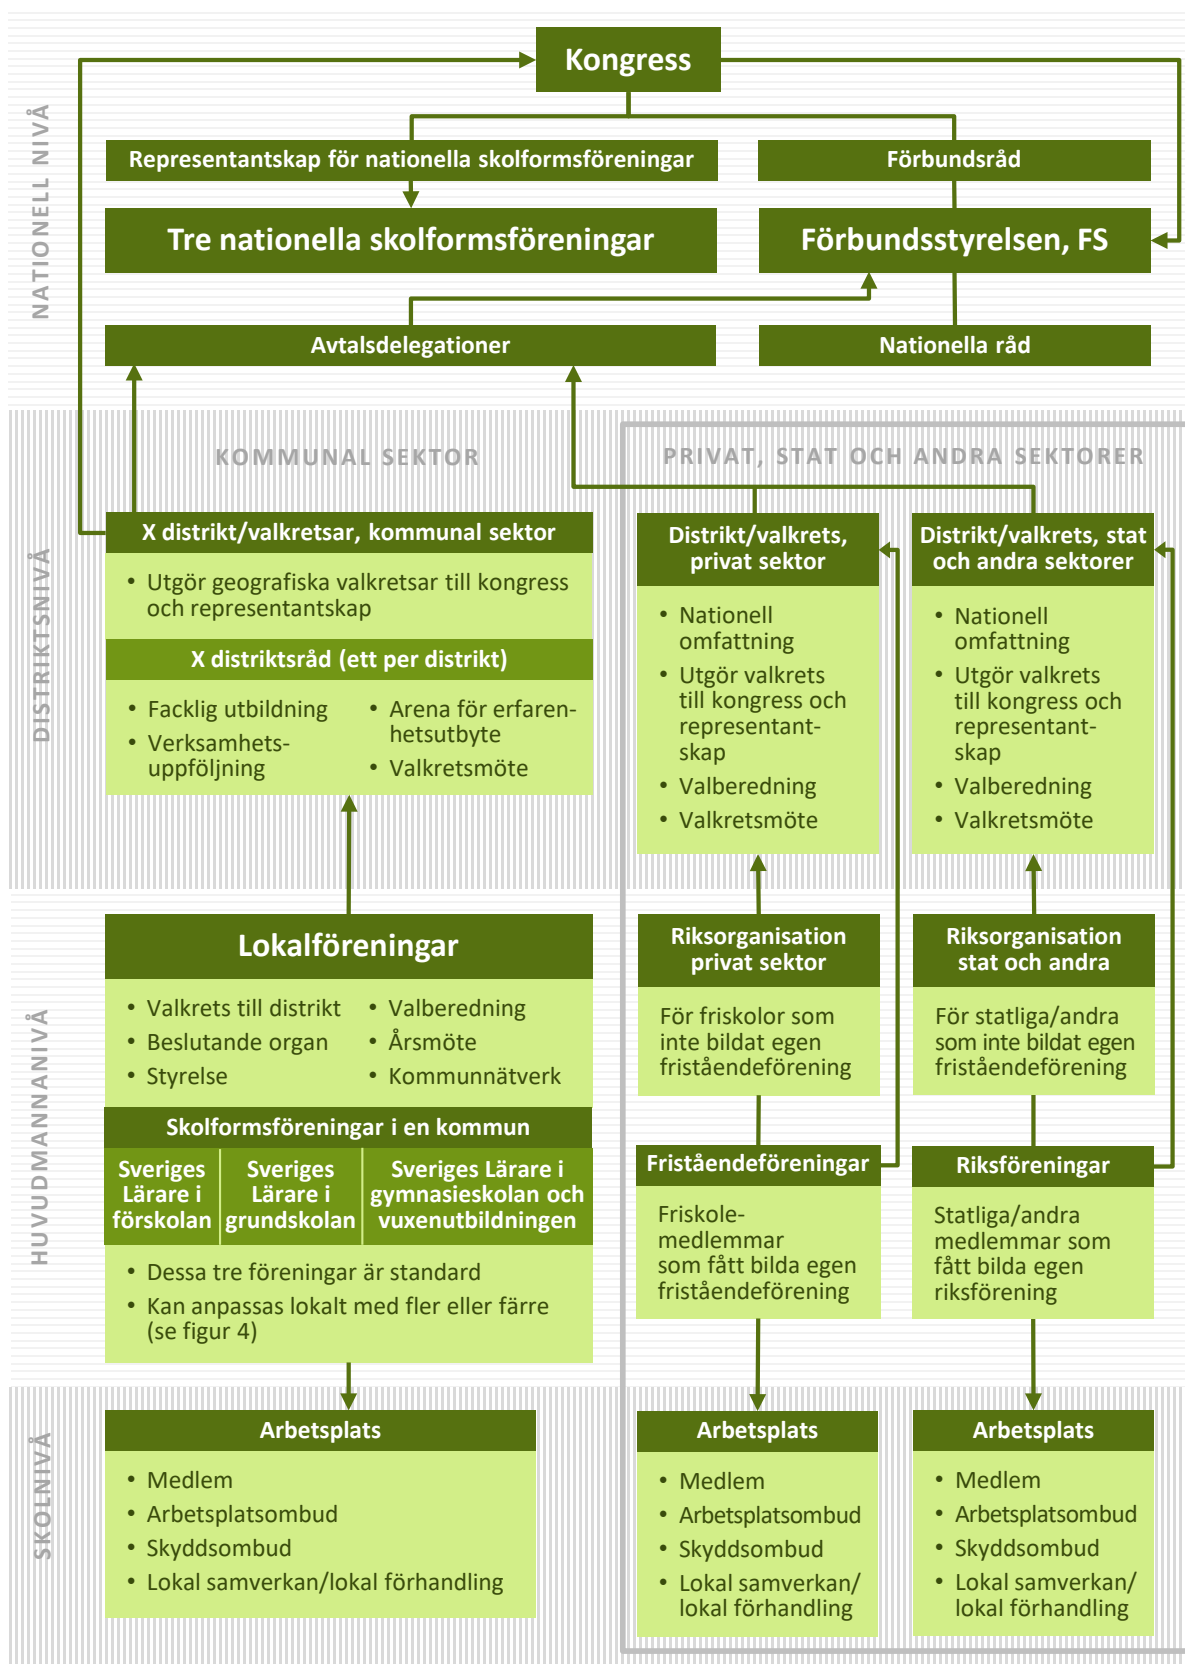 Kongress
NATIONELL NIVÅ
Representantskap för nationella skolformsföreningar
Förbundsråd
Tre nationella skolformsföreningar
Förbundsstyrelsen, FS
Avtalsdelegationer
Nationella råd
KOMMUNAL SEKTOR
PRIVAT, STAT OCH ANDRA SEKTORER
DISTRIKTSNIVÅ
X distrikt/valkretsar, kommunal sektor
• Utgör geografiska valkretsar till kongress
och representantskap
X distriktsråd (ett per distrikt)
• Facklig utbildning
• Verksamhets-
uppföljning
• Arena för erfaren-
hetsutbyte
• Valkretsmöte
Distrikt/valkrets,
privat sektor
• Nationell
omfattning
• Utgör valkrets
till kongress och
representant-
skap
• Valberedning
• Valkretsmöte
Distrikt/valkrets, stat
och andra sektorer
• Nationell
omfattning
• Utgör valkrets
till kongress och
representant-
skap
• Valberedning
• Valkretsmöte
HUVUDMANNANIVÅ
Lokalföreningar
• Valkrets till distrikt
• Beslutande organ
• Styrelse
• Valberedning
• Årsmöte
• Kommunnätverk
Skolformsföreningar i en kommun
Sveriges
Lärare i
förskolan
Sveriges
Lärare i
grundskolan
Sveriges Lärare i
gymnasieskolan och
vuxenutbildningen
• Dessa tre föreningar är standard
• Kan anpassas lokalt med fler eller färre
(se figur 4)
Riksorganisation
privat sektor
För friskolor som
inte bildat egen
friståendeförening
Riksorganisation
stat och andra
För statliga/andra
som inte bildat egen
friståendeförening
Friståendeföreningar
Friskole-
medlemmar
som fått bilda egen
friståendeförening
Riksföreningar
Statliga/andra
medlemmar som
fått bilda egen
riksförening
SKOLNIVÅ
Arbetsplats
• Medlem
• Arbetsplatsombud
• Skyddsombud
• Lokal samverkan/lokal förhandling
Arbetsplats
• Medlem
• Arbetsplatsombud
• Skyddsombud
• Lokal samverkan/
lokal förhandling
Arbetsplats
• Medlem
• Arbetsplatsombud
• Skyddsombud
• Lokal samverkan/
lokal förhandling